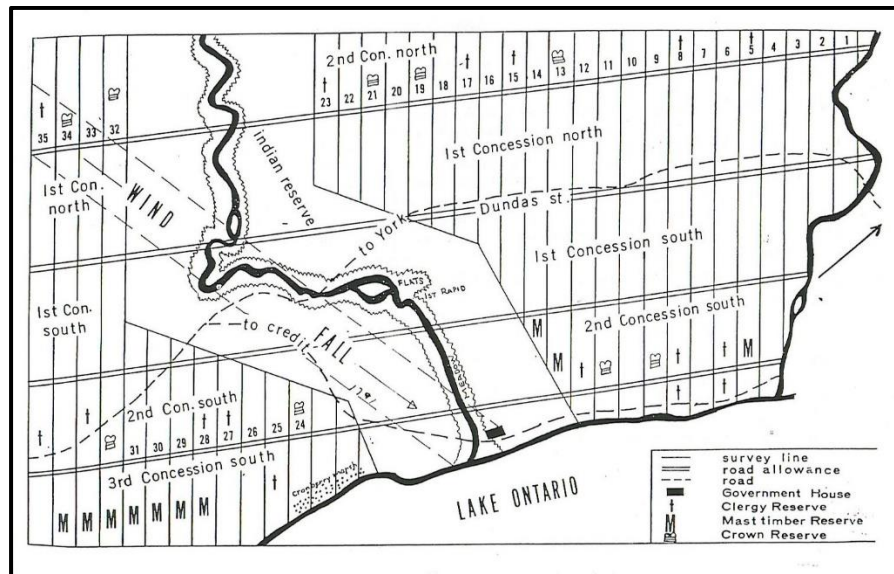 2nd Con. north
23 22 21 20 19 18 17 16 15 14 13 12 11 10 9 8 7 6 5 4 3 2 1
35 34 33 32
indian reserve
1st Concession north
1st Con.
north
WIND
to York
Dundas st.
1st Concession south
FLATS
1st RAPID
1st Con.
south
to credit
FALL
2nd Concession south
M
M
M
2nd Con. south
31 30 29 28 27 26 25 24
3rd Concession south
cranberry marsh
M M M M M M M
LAKE ONTARIO
survey line
road allowance
road
Government House
Clergy Reserve
M Mast timber Reserve
Crown Reserve